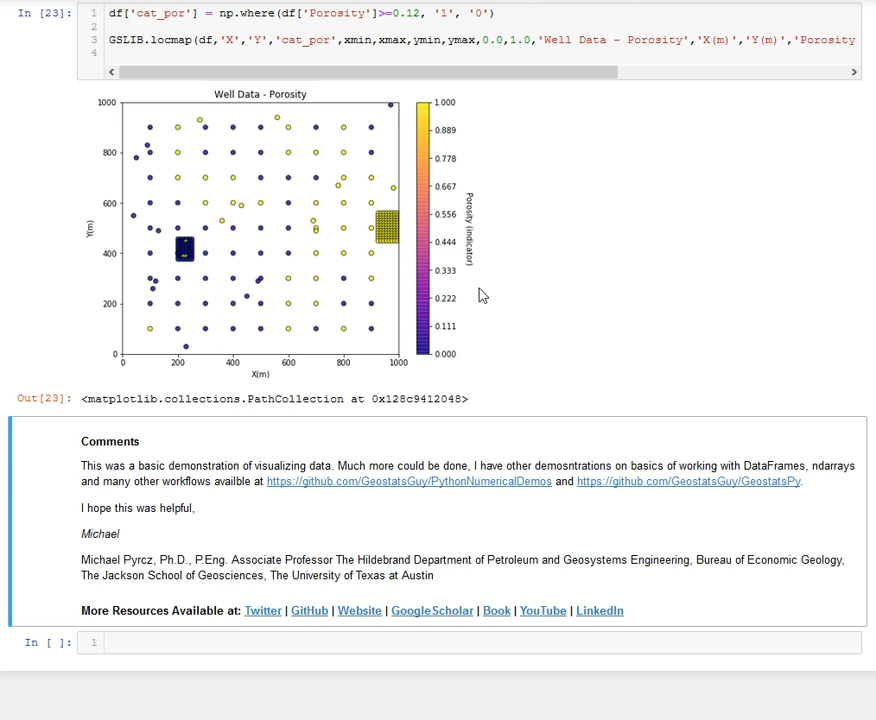 In [23]:
1 df['cat_por'] = np.where(df['Porosity']>=0.12, '1', '0')
2
3 GSLIB.locmap(df,'X','Y','cat_por',xmin,xmax,ymin,ymax,0.0,1.0,'Well Data - Porosity','X(m)','Y(m)','Porosity
4
Well Data - Porosity
1000
800
600
400
200
0
Y(m)
0 200 400 600 800 1000
X(m)
1.000
0.889
0.778
0.667
0.556
0.444
0.333
0.222
0.111
0.000
Porosity (indicator)
Out[23]: <matplotlib.collections.PathCollection at 0x128c9412048>
Comments
This was a basic demonstration of visualizing data. Much more could be done, I have other demosntrations on basics of working with DataFrames, ndarrays
and many other workflows availble at https://github.com/GeostatsGuy/PythonNumericalDemos and https://github.com/GeostatsGuy/GeostatsPy.
I hope this was helpful,
Michael
Michael Pyrcz, Ph.D., P.Eng. Associate Professor The Hildebrand Department of Petroleum and Geosystems Engineering, Bureau of Economic Geology,
The Jackson School of Geosciences, The University of Texas at Austin
More Resources Available at: Twitter | GitHub | Website | GoogleScholar | Book | YouTube | LinkedIn
In [ ]: 1